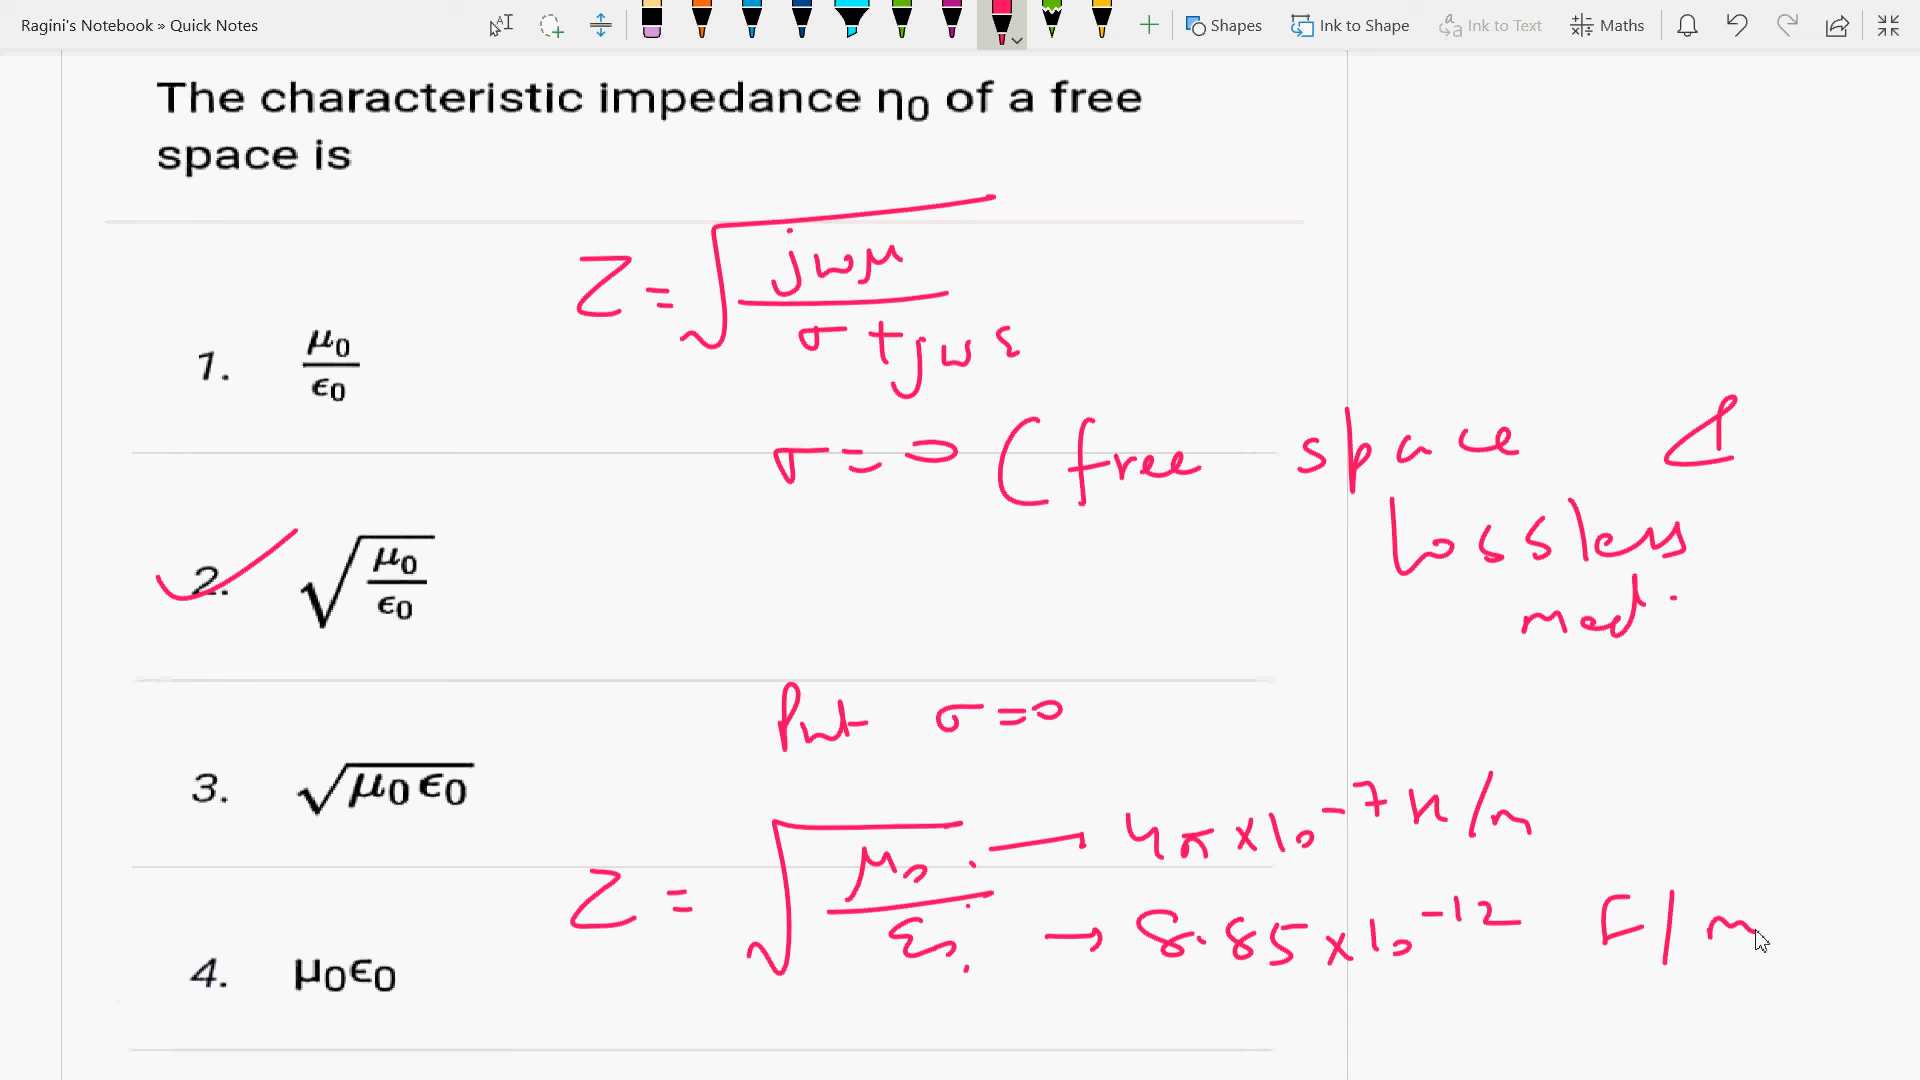 Ragini's Notebook » Quick Notes
Shapes
Ink to Shape
Ink to Text
Maths
The characteristic impedance η0 of a free
space is
Z = √(jωμ / σ + jωε)
1. μ0/ϵ0
σ = 0 (free space &
lossless
med.
2. √(μ0/ϵ0)
Put σ = 0
3. √μ0 ϵ0
Z = √(μ0 / ε0)
→ 4π × 10^-7 H/m
→ 8.85 × 10^-12 F/m
4. μ0ϵ0